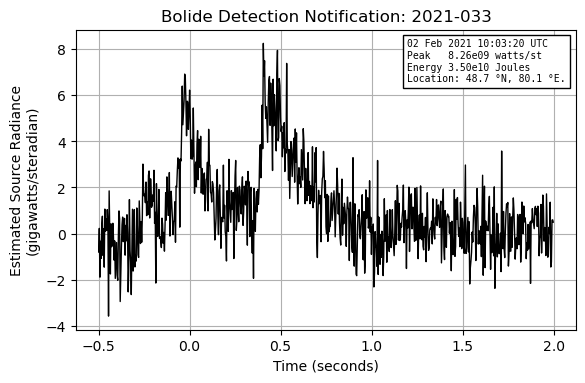 Bolide Detection Notification: 2021-033
02 Feb 2021 10:03:20 UTC
Peak   8.26e09 watts/st
Energy 3.50e10 Joules
Location: 48.7 °N, 80.1 °E.
Estimated Source Radiance
(gigawatts/steradian)
8
6
4
2
0
−2
−4
−0.5 0.0 0.5 1.0 1.5 2.0
Time (seconds)